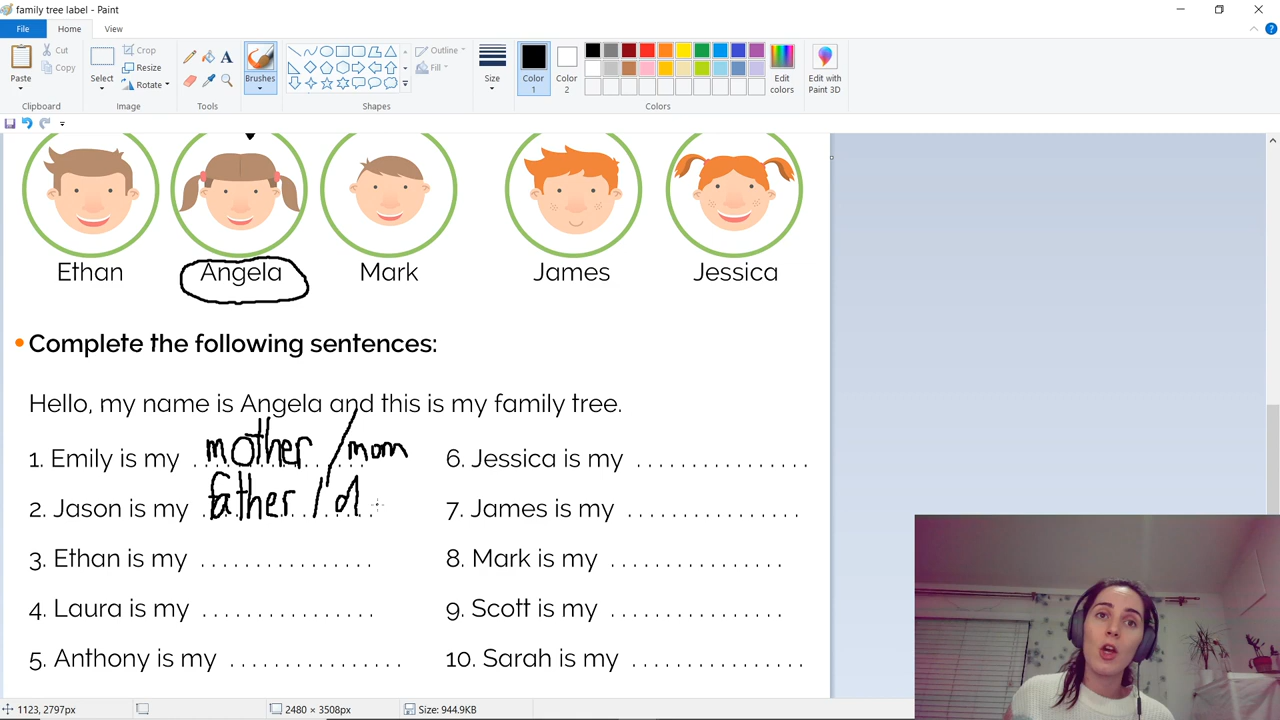 family tree label - Paint
File Home View
Paste Cut Copy Select Crop Resize Rotate Brushes Outline Fill Size Color 1 Color 2 Edit colors Edit with Paint 3D
Clipboard Image Tools Shapes Colors
Ethan Angela Mark James Jessica
• Complete the following sentences:
Hello, my name is Angela and this is my family tree.
1. Emily is my mother / mom
2. Jason is my father / d
3. Ethan is my ................
4. Laura is my ................
5. Anthony is my ................
6. Jessica is my ................
7. James is my ................
8. Mark is my ................
9. Scott is my ................
10. Sarah is my ................
1123, 2797px 2480 × 3508px Size: 944.9KB